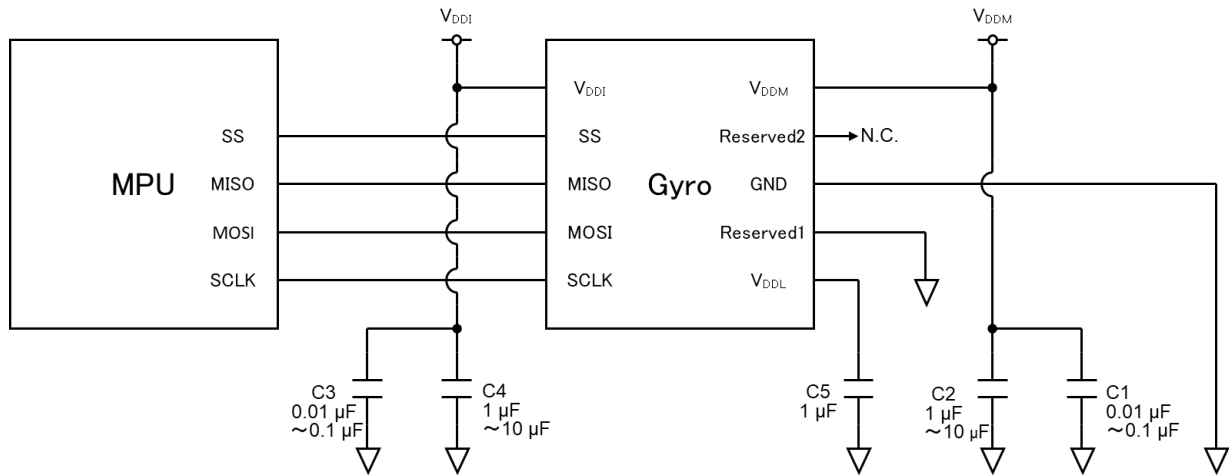 VDDI
VDDM
VDDI
VDDM
SS
SS
Reserved2
N.C.
MPU
MISO
MISO
Gyro
GND
MOSI
MOSI
Reserved1
SCLK
SCLK
VDDL
C3
0.01 µF
～0.1 µF
C4
1 µF
～10 µF
C5
1 µF
C2
1 µF
～10 µF
C1
0.01 µF
～0.1 µF